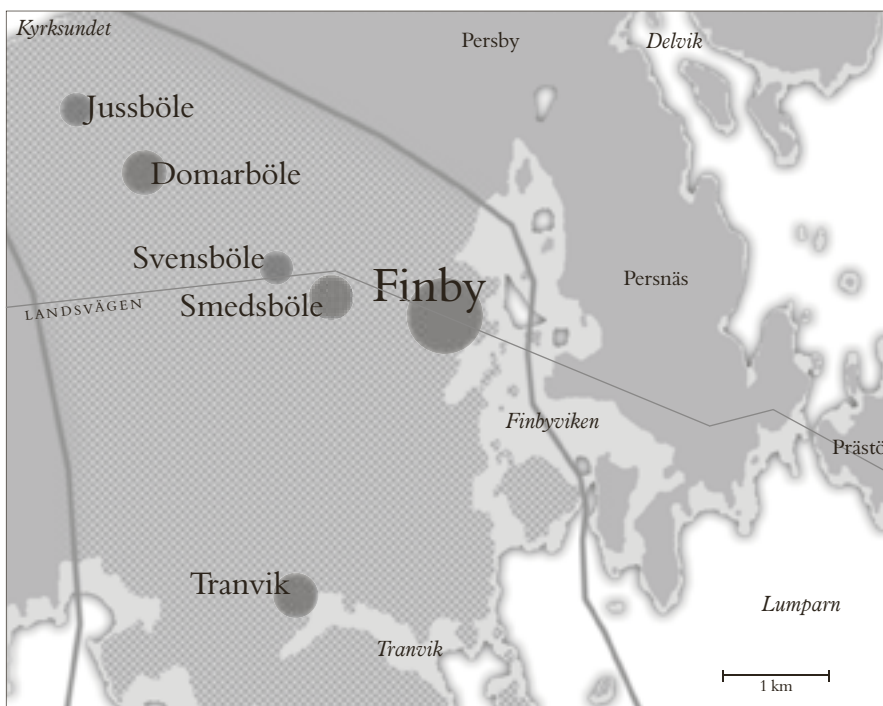 Kyrksundet
Persby
Delvik
Jussböle
Domarböle
Svensböle
Finby
Persnäs
Smedsböle
LANDSVÄGEN
Finbyviken
Prästö
Tranvik
Lumparn
Tranvik
1 km